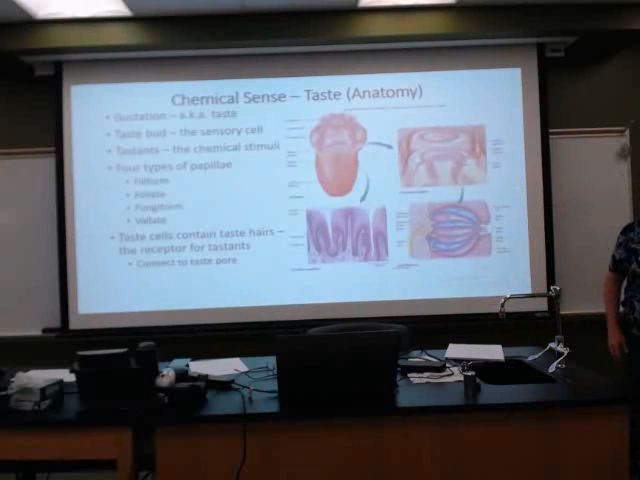 Chemical Sense – Taste (Anatomy)
• Gustation – a.k.a. taste
• Taste bud – the sensory cell
• Tastants – the chemical stimuli
• Four types of papillae
• Filiform
• Foliate
• Fungiform
• Vallate
• Taste cells contain taste hairs –
the receptor for tastants
• Connect to taste pore